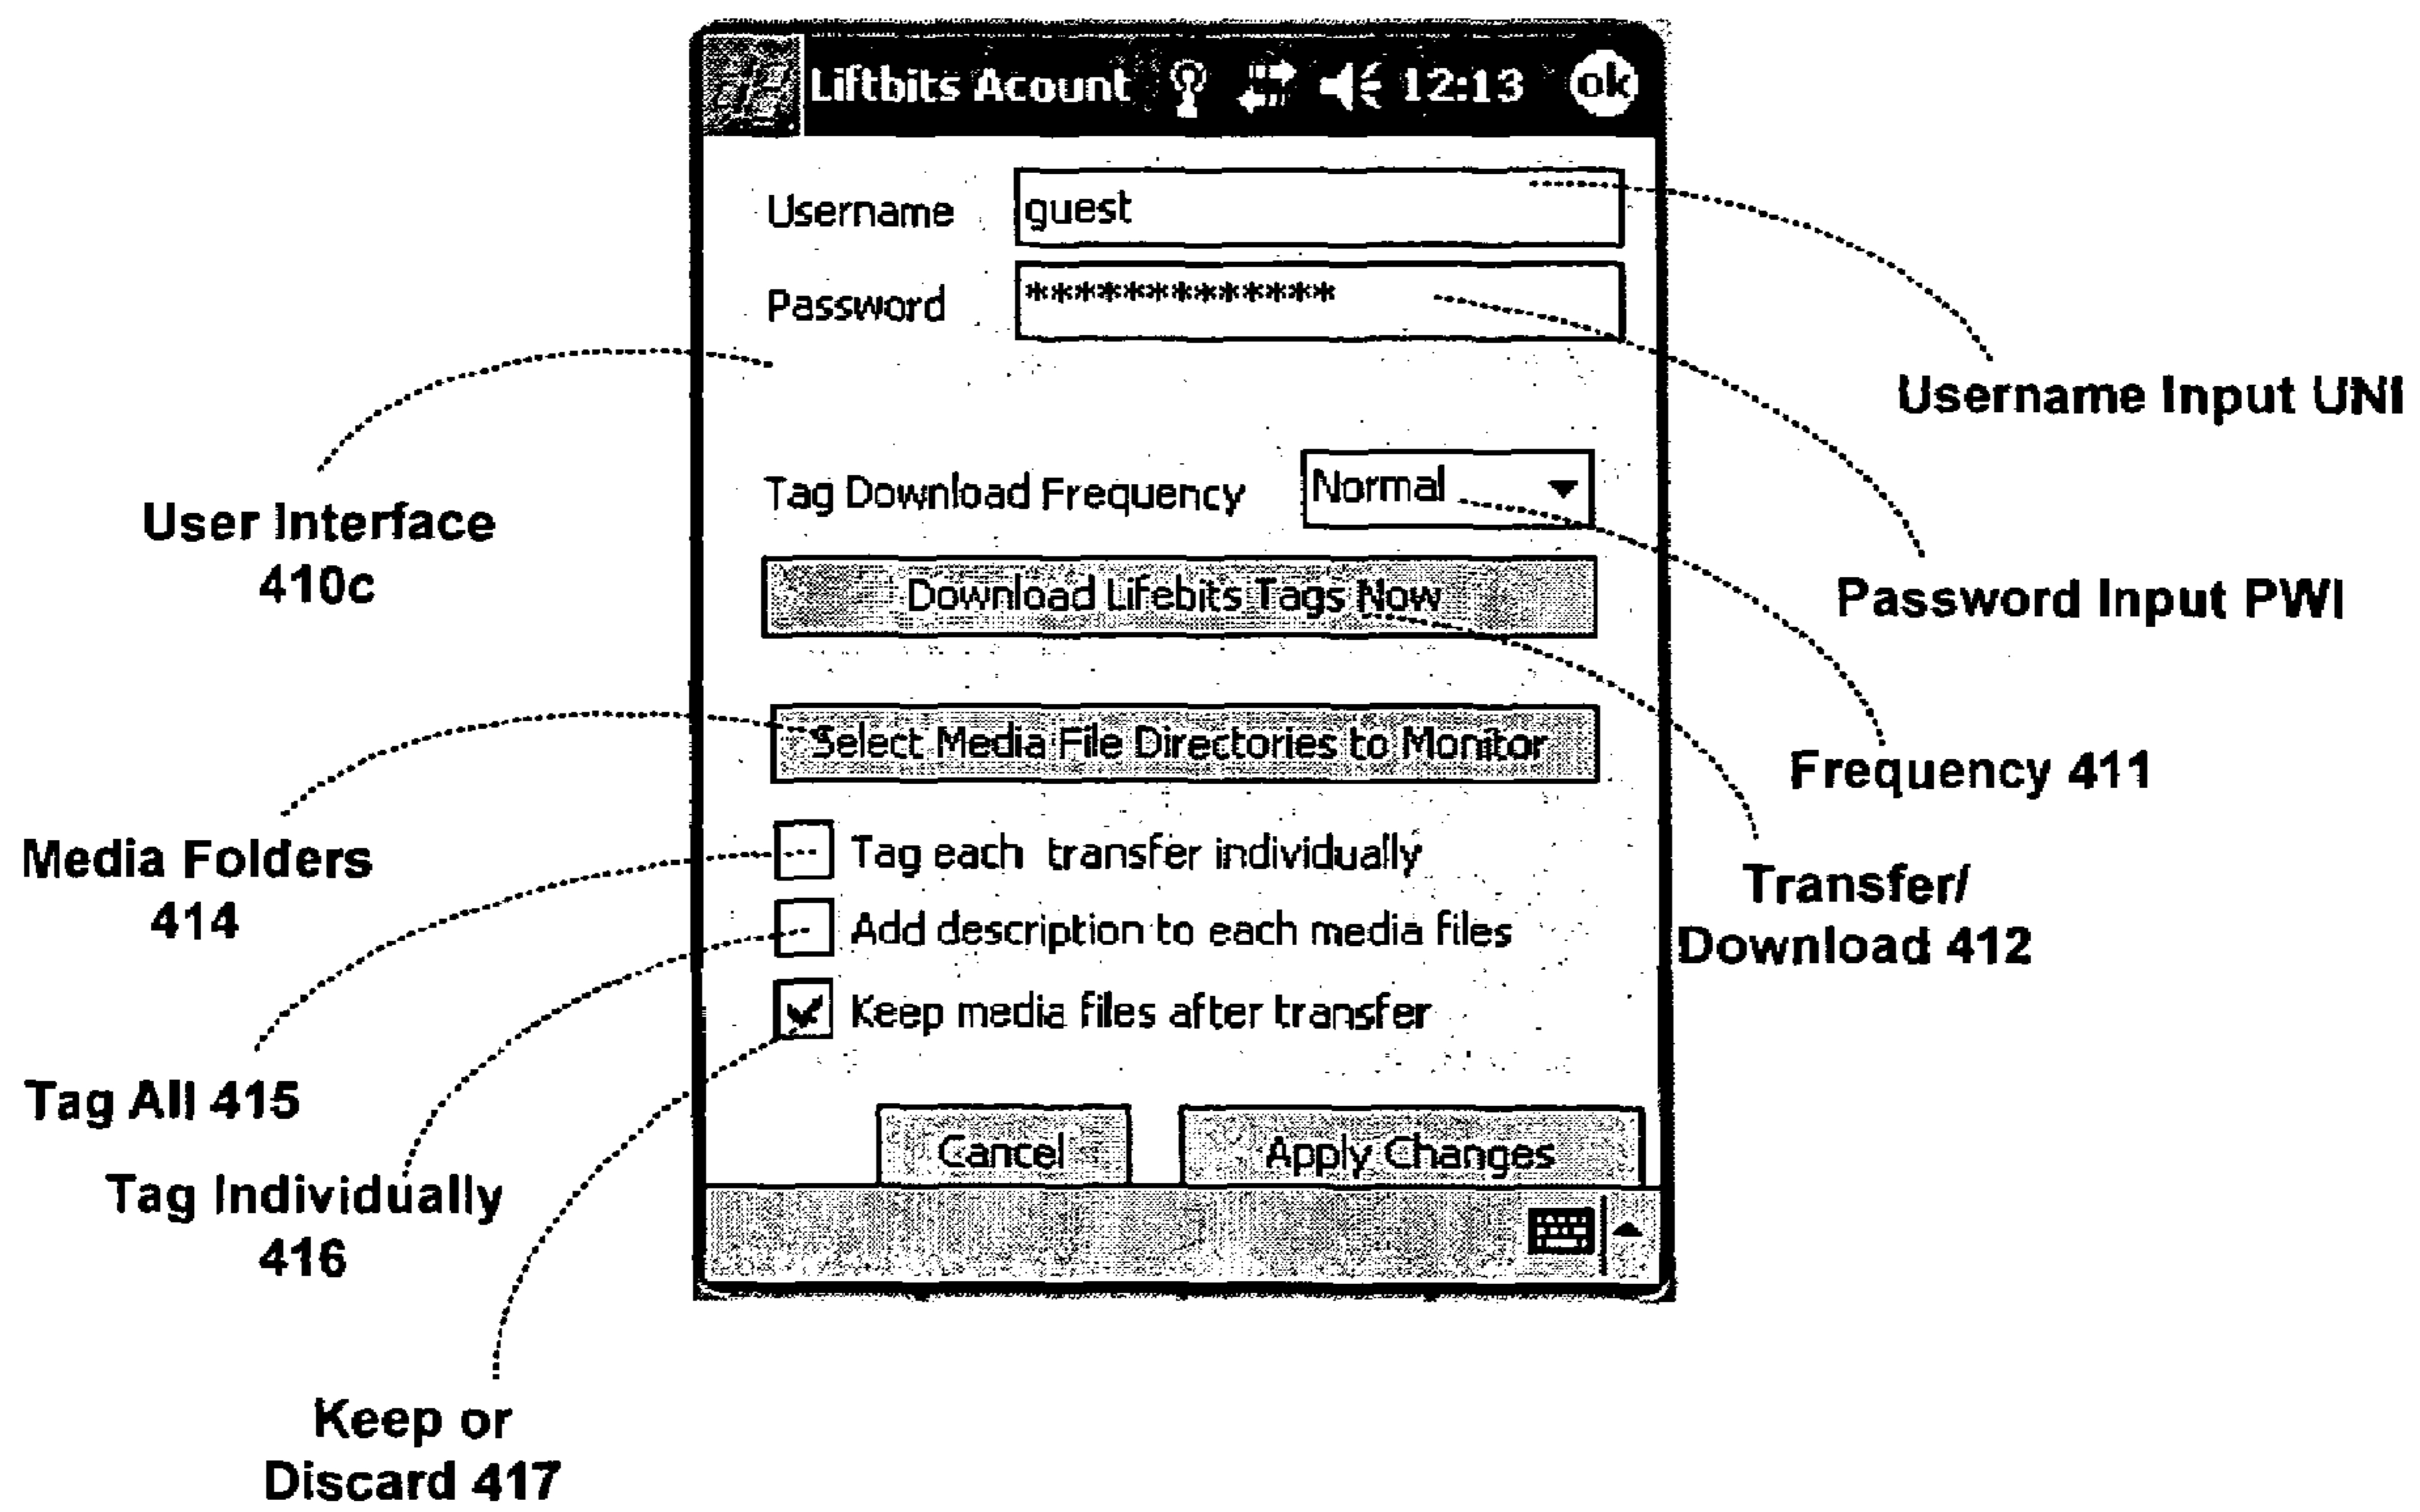 Liftbits Acount 12:13 ok
Username guest
Password *************
Tag Download Frequency Normal
Download Lifebits Tags Now
Select Media File Directories to Monitor
Tag each transfer individually
Add description to each media files
Keep media files after transfer
Cancel Apply Changes
User Interface
410c
Media Folders
414
Tag All 415
Tag Individually
416
Keep or
Discard 417
Username Input UNI
Password Input PWI
Frequency 411
Transfer/
Download 412